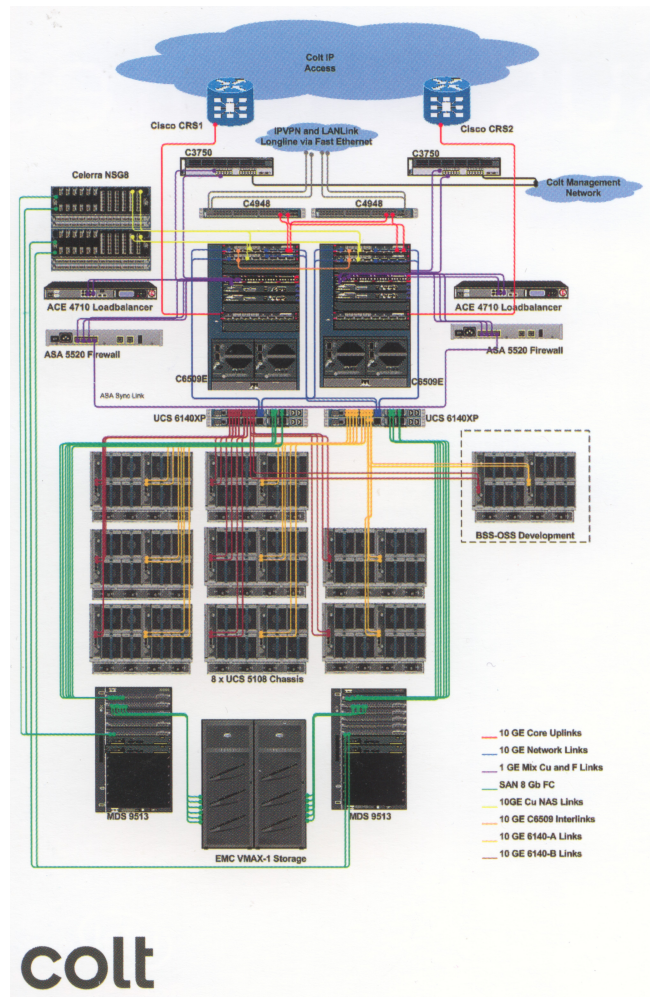 Colt IP
Access
Cisco CRS1
Cisco CRS2
IPVPN and LANLink
Longline via Fast Ethernet
C3750
C3750
Celerra NSG8
Colt Management
Network
C4948
C4948
ACE 4710 Loadbalancer
ACE 4710 Loadbalancer
ASA 5520 Firewall
ASA 5520 Firewall
C6509E
C6509E
ASA Sync Link
UCS 6140XP
UCS 6140XP
BSS-OSS Development
8 x UCS 5108 Chassis
MDS 9513
MDS 9513
EMC VMAX-1 Storage
10 GE Core Uplinks
10 GE Network Links
1 GE Mix Cu and F Links
SAN 8 Gb FC
10GE Cu NAS Links
10 GE C6509 Interlinks
10 GE 6140-A Links
10 GE 6140-B Links
colt